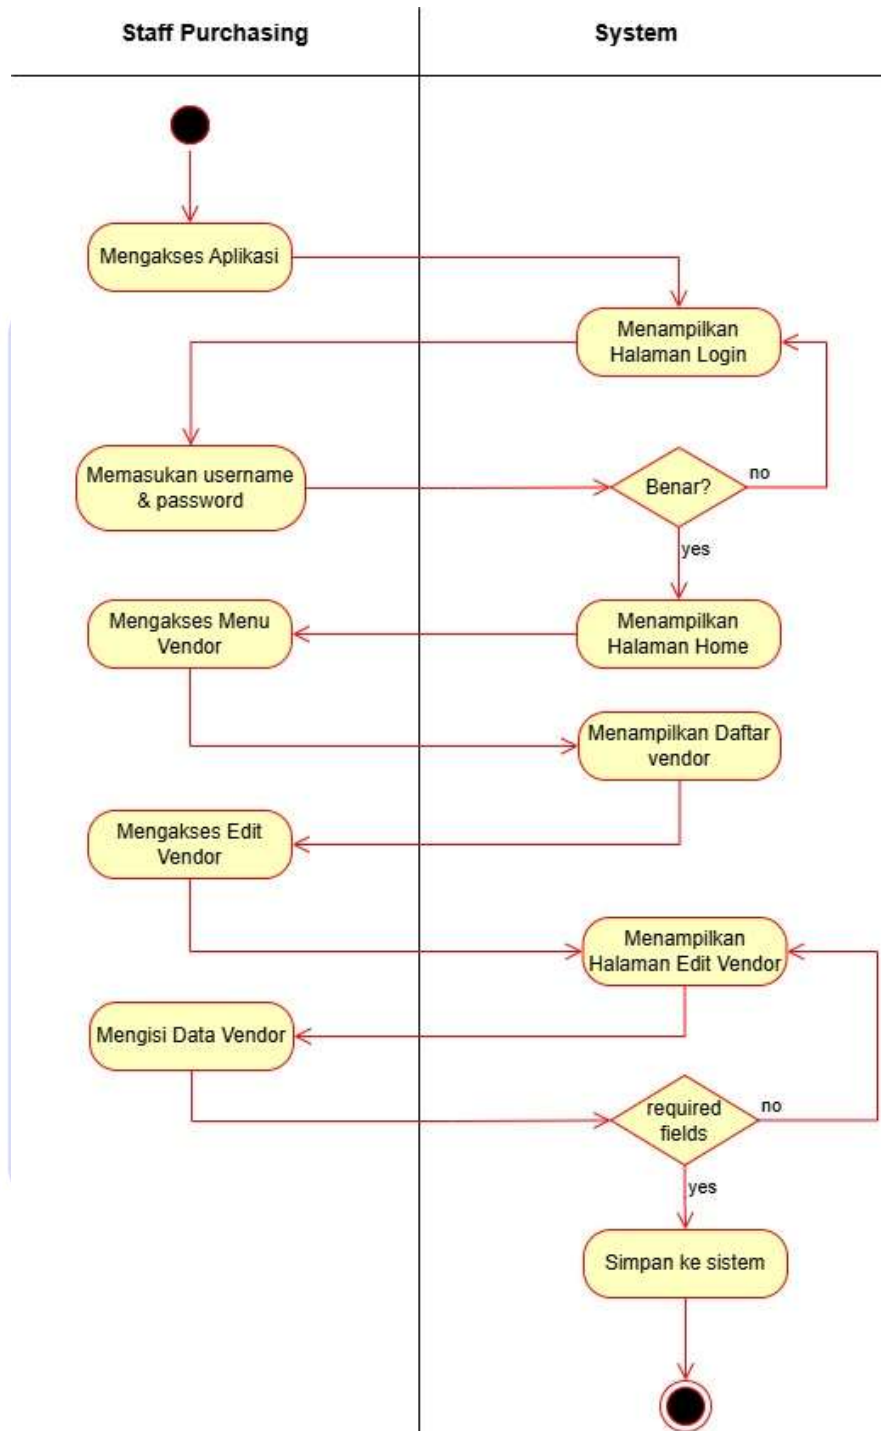 Staff Purchasing
System
Mengakses Aplikasi
Menampilkan
Halaman Login
Memasukan username
& password
Benar?
no
yes
Mengakses Menu
Vendor
Menampilkan
Halaman Home
Menampilkan Daftar
vendor
Mengakses Edit
Vendor
Menampilkan
Halaman Edit Vendor
Mengisi Data Vendor
required
fields
no
yes
Simpan ke sistem